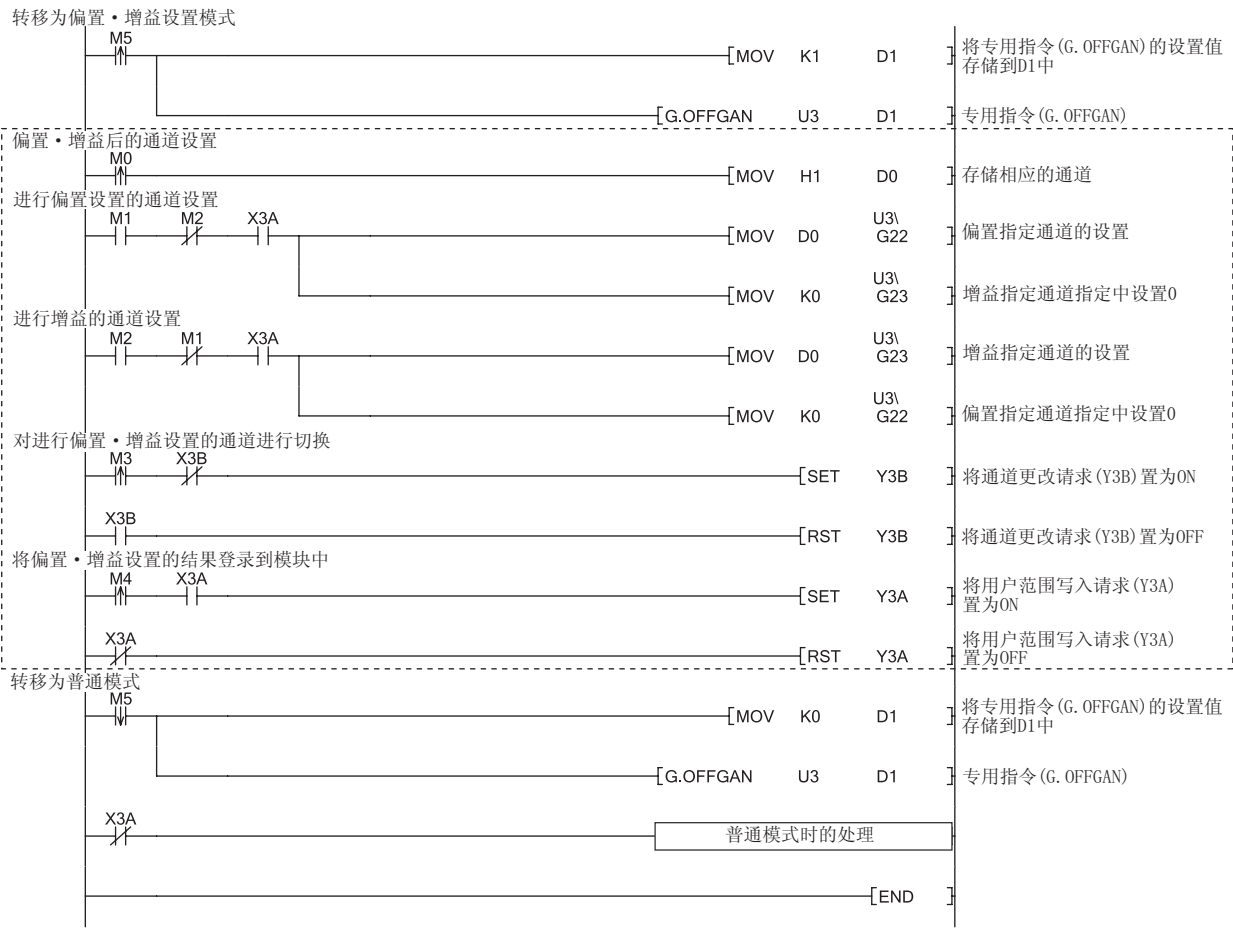 转移为偏置・增益设置模式
M5
MOV K1 D1 将专用指令(G.OFFGAN)的设置值
存储到D1中
G.OFFGAN U3 D1 专用指令(G.OFFGAN)
偏置・增益后的通道设置
M0
MOV H1 D0 存储相应的通道
进行偏置设置的通道设置
M1 M2 X3A U3\
MOV D0 G22 偏置指定通道的设置
U3\
MOV K0 G23 增益指定通道指定中设置0
进行增益的通道设置
M2 M1 X3A U3\
MOV D0 G23 增益指定通道的设置
U3\
MOV K0 G22 偏置指定通道指定中设置0
对进行偏置・增益设置的通道进行切换
M3 X3B
SET Y3B 将通道更改请求(Y3B)置为ON
X3B
RST Y3B 将通道更改请求(Y3B)置为OFF
将偏置・增益设置的结果登录到模块中
M4 X3A
SET Y3A 将用户范围写入请求(Y3A)
置为ON
X3A
RST Y3A 将用户范围写入请求(Y3A)
置为OFF
转移为普通模式
M5
MOV K0 D1 将专用指令(G.OFFGAN)的设置值
存储到D1中
G.OFFGAN U3 D1 专用指令(G.OFFGAN)
X3A
普通模式时的处理
END